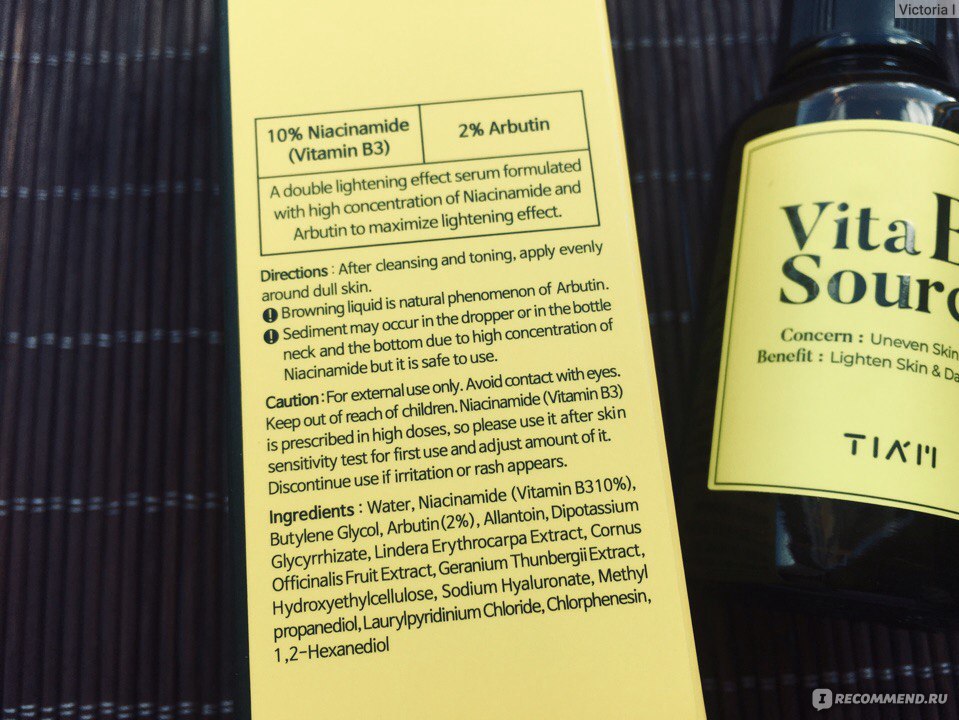 Victoria I
10% Niacinamide
(Vitamin B3)
2% Arbutin
A double lightening effect serum formulated
with high concentration of Niacinamide and
Arbutin to maximize lightening effect.
Directions : After cleansing and toning, apply evenly
around dull skin.
! Browning liquid is natural phenomenon of Arbutin.
! Sediment may occur in the dropper or in the bottle
neck and the bottom due to high concentration of
Niacinamide but it is safe to use.
Caution : For external use only. Avoid contact with eyes.
Keep out of reach of children. Niacinamide (Vitamin B3)
is prescribed in high doses, so please use it after skin
sensitivity test for first use and adjust amount of it.
Discontinue use if irritation or rash appears.
Ingredients : Water, Niacinamide (Vitamin B310%),
Butylene Glycol, Arbutin(2%), Allantoin, Dipotassium
Glycyrrhizate, Lindera Erythrocarpa Extract, Cornus
Officinalis Fruit Extract, Geranium Thunbergii Extract,
Hydroxyethylcellulose, Sodium Hyaluronate, Methyl
propanediol, Laurylpyridinium Chloride, Chlorphenesin,
1,2-Hexanediol
Vita
Sour
Concern : Uneven Skin
Benefit : Lighten Skin & Da
TIA'M
IRECOMMEND.RU